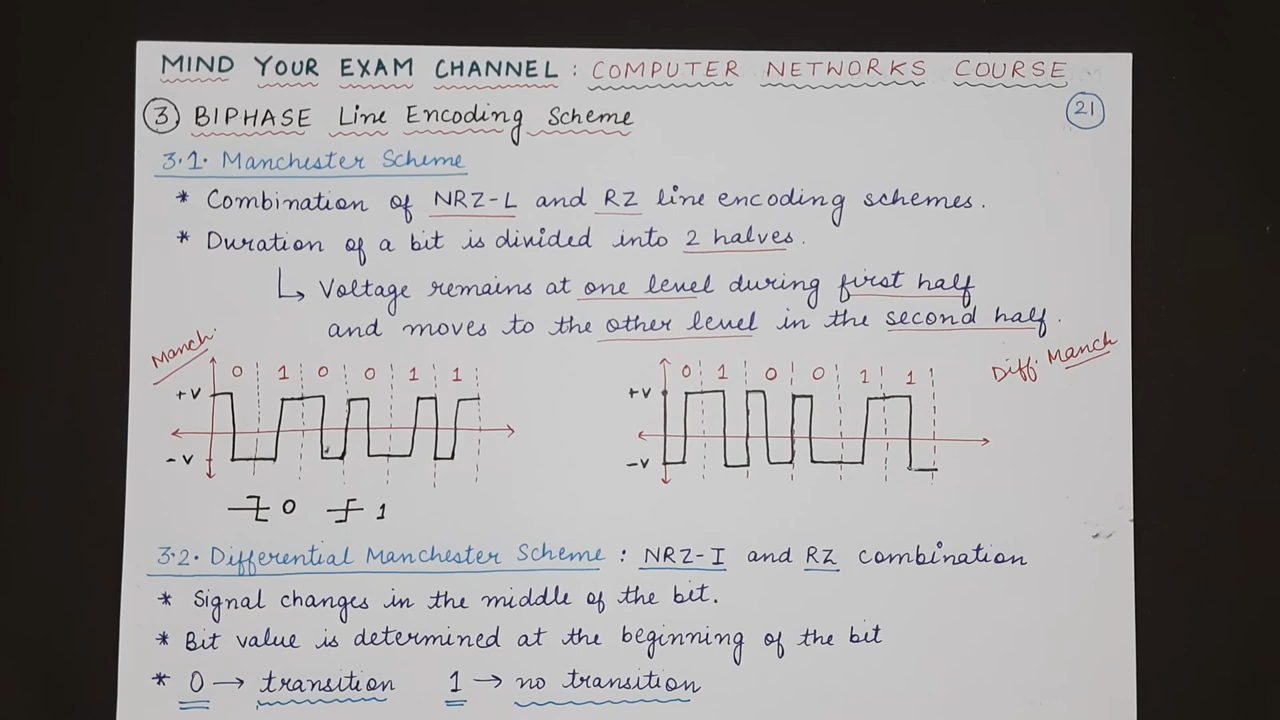 MIND YOUR EXAM CHANNEL : COMPUTER NETWORKS COURSE
21
③ BIPHASE Line Encoding Scheme
3.1. Manchester Scheme
* Combination of NRZ-L and RZ line encoding schemes.
* Duration of a bit is divided into 2 halves.
↳ Voltage remains at one level during first half
and moves to the other level in the second half.
Manch.
0 1 0 0 1 1
+V
-V
0 1
0 1 0 0 1 1
+V
-V
Diff. Manch
3.2. Differential Manchester Scheme : NRZ-I and RZ combination
* Signal changes in the middle of the bit.
* Bit value is determined at the beginning of the bit
* 0 → transition 1 → no transition